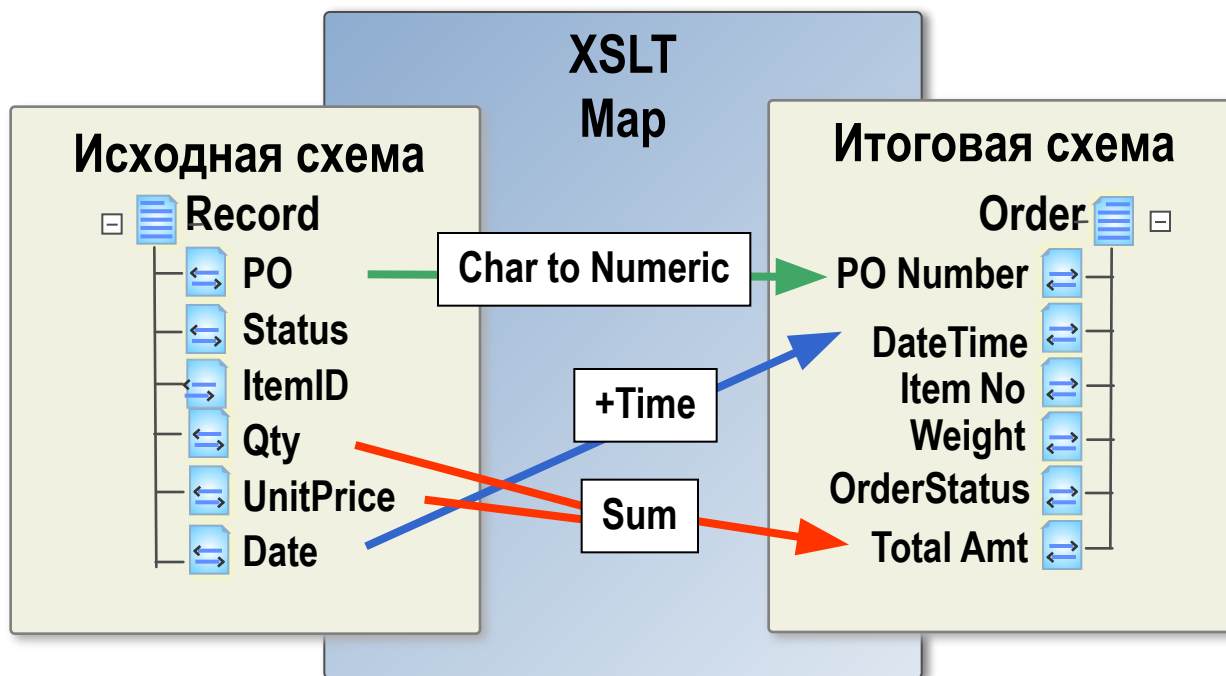 XSLT
Map
Исходная схема
Record
PO
Status
ItemID
Qty
UnitPrice
Date
Char to Numeric
+Time
Sum
Итоговая схема
Order
PO Number
DateTime
Item No
Weight
OrderStatus
Total Amt